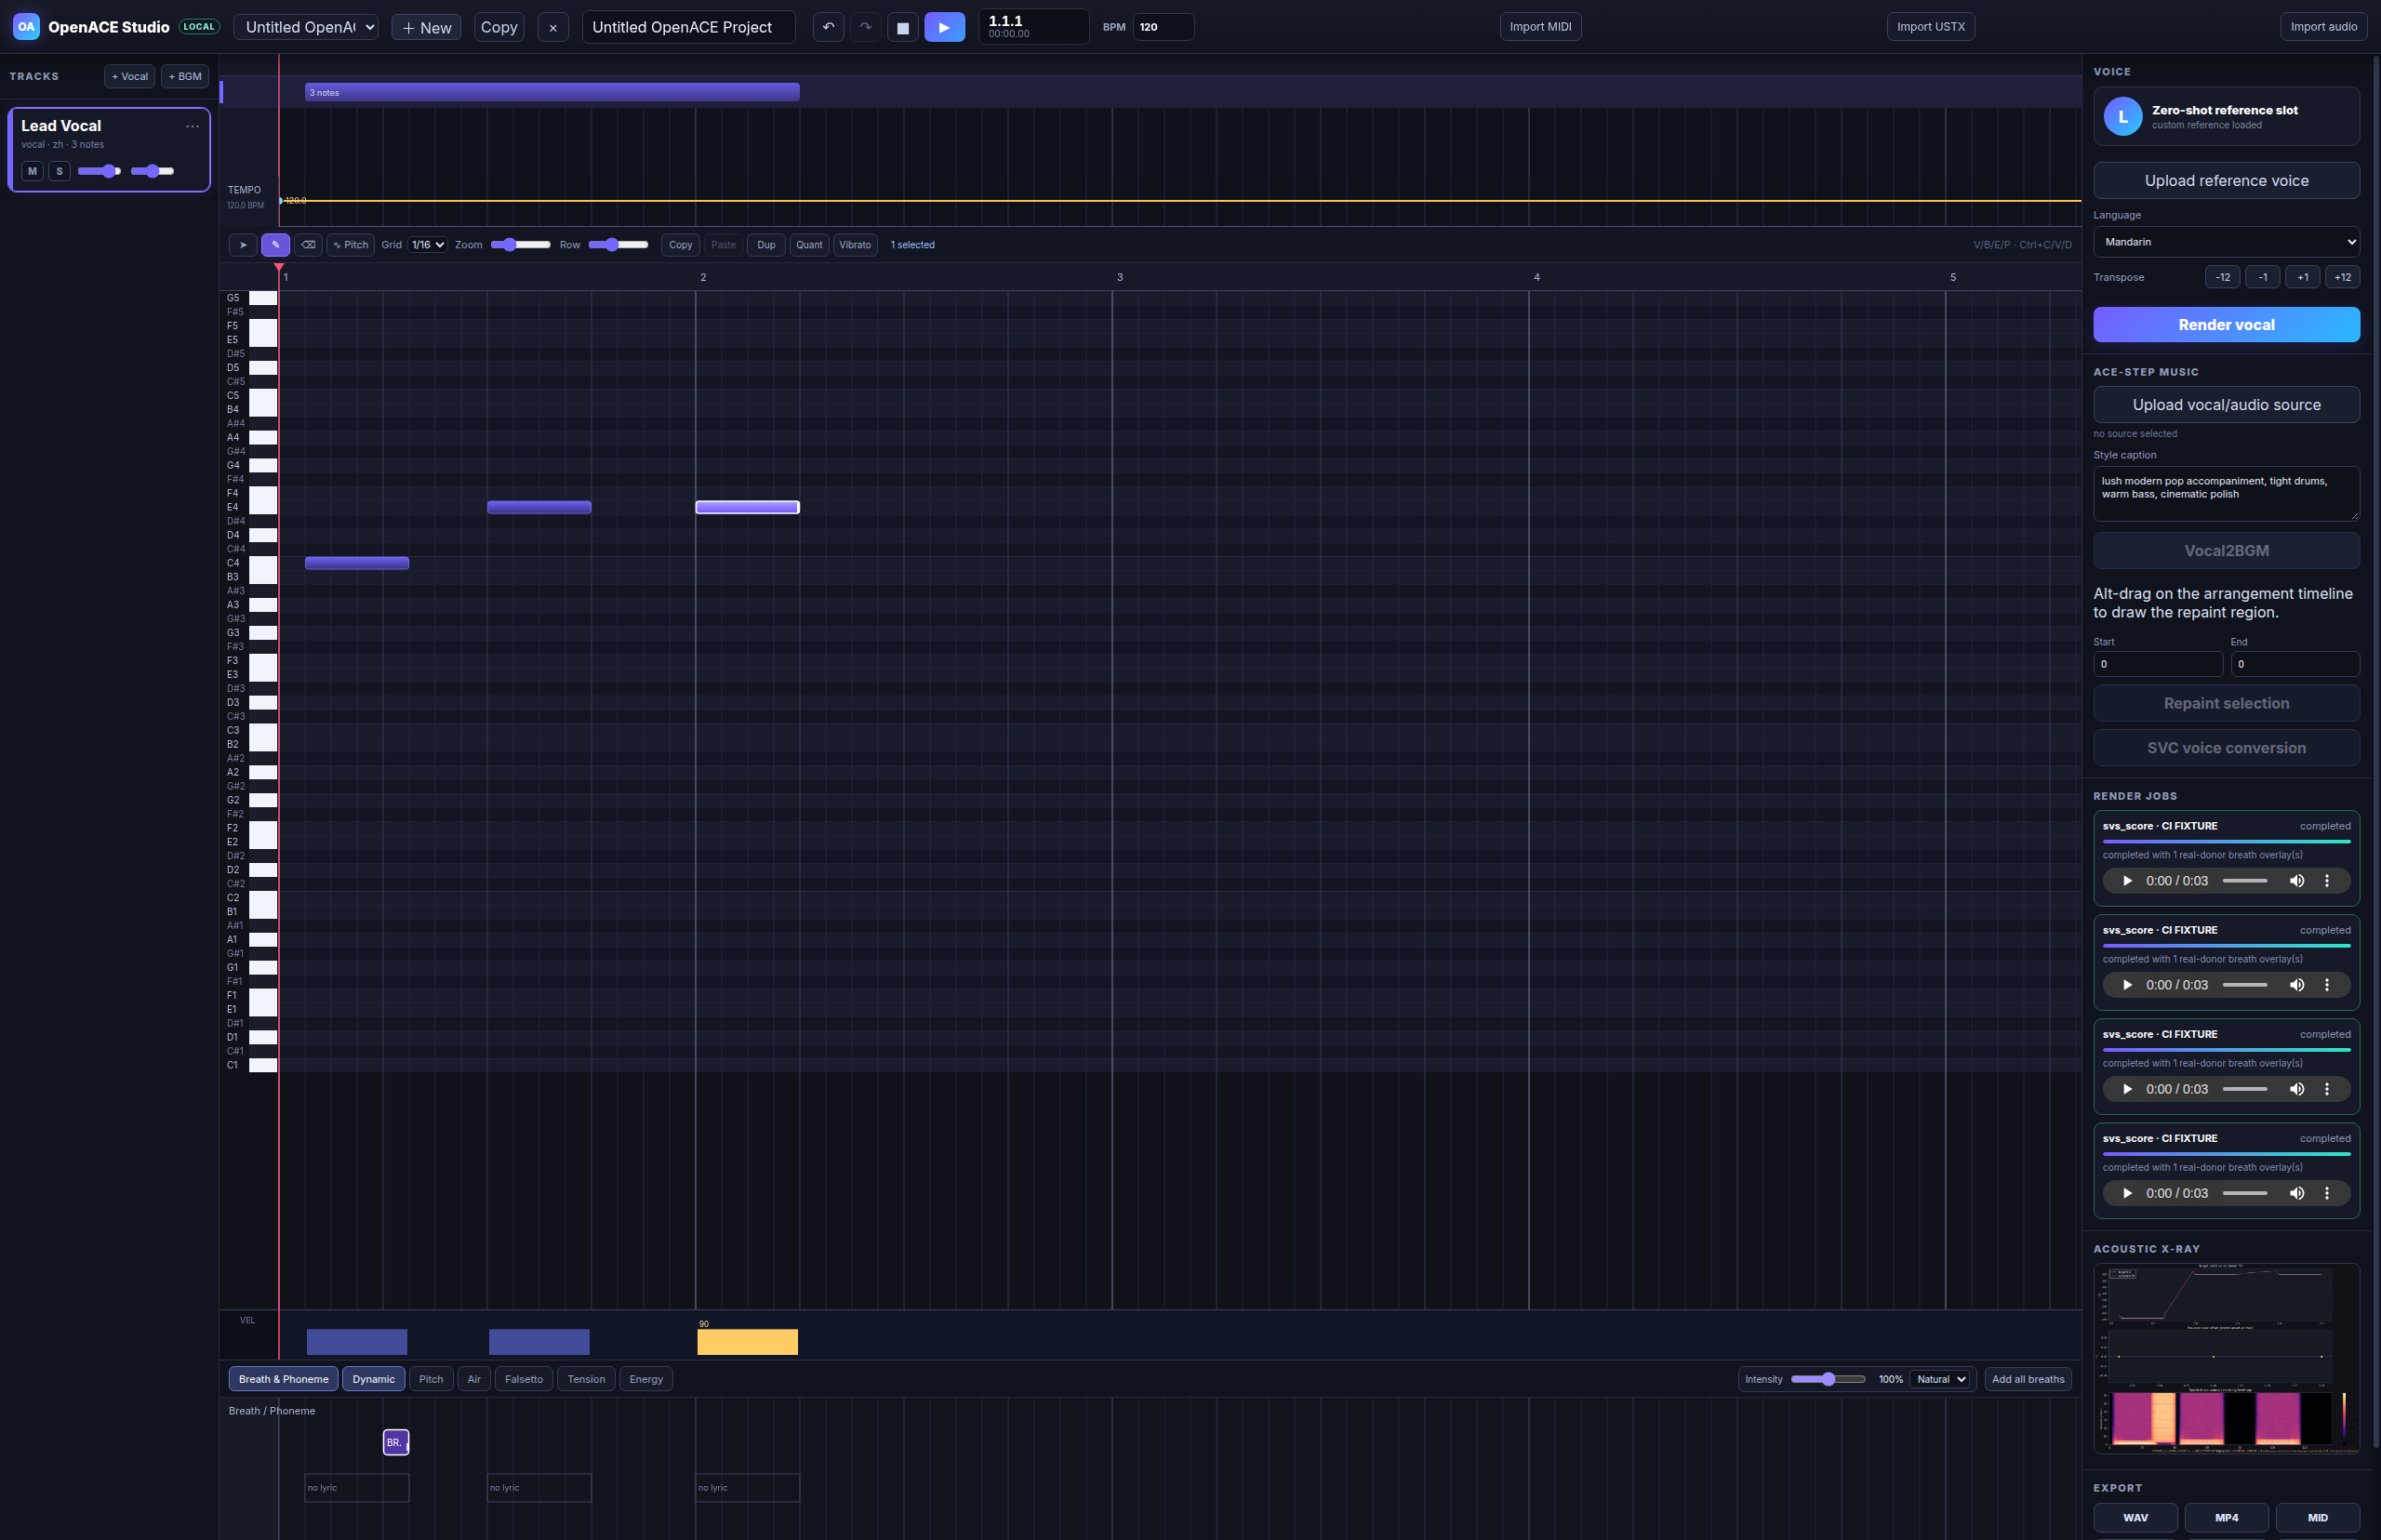 OA OpenACE Studio LOCAL Untitled OpenA + New Copy × Untitled OpenACE Project 1.1.1 BPM 120 Import MIDI Import USTX Import audio
00:00.00
TRACKS + Vocal + BGM
Lead Vocal ...
vocal · zh · 3 notes
M S
3 notes
TEMPO
120.0 BPM
120.0
Pitch Grid 1/16 Zoom Row Copy Paste Dup Quant Vibrato 1 selected V/B/E/P · Ctrl+C/V/D
1 2 3 4 5
G5
F#5
F5
E5
D#5
D5
C#5
C5
B4
A#4
A4
G#4
G4
F#4
F4
E4
D#4
D4
C#4
C4
B3
A#3
A3
G#3
G3
F#3
F3
E3
D#3
D3
C#3
C3
B2
A#2
A2
G#2
G2
F#2
F2
E2
D#2
D2
C#2
C2
B1
A#1
A1
G#1
G1
F#1
F1
E1
D#1
D1
C#1
C1
VEL
90
Breath & Phoneme Dynamic Pitch Air Falsetto Tension Energy Intensity 100% Natural Add all breaths
Breath / Phoneme
BR.
no lyric no lyric no lyric
VOICE
L Zero-shot reference slot
custom reference loaded
Upload reference voice
Language
Mandarin
Transpose -12 -1 +1 +12
Render vocal
ACE-STEP MUSIC
Upload vocal/audio source
no source selected
Style caption
lush modern pop accompaniment, tight drums,
warm bass, cinematic polish
Vocal2BGM
Alt-drag on the arrangement timeline
to draw the repaint region.
Start End
0 0
Repaint selection
SVC voice conversion
RENDER JOBS
svs_score · CI FIXTURE completed
completed with 1 real-donor breath overlay(s)
0:00 / 0:03
svs_score · CI FIXTURE completed
completed with 1 real-donor breath overlay(s)
0:00 / 0:03
svs_score · CI FIXTURE completed
completed with 1 real-donor breath overlay(s)
0:00 / 0:03
svs_score · CI FIXTURE completed
completed with 1 real-donor breath overlay(s)
0:00 / 0:03
ACOUSTIC X-RAY
EXPORT
WAV MP4 MID